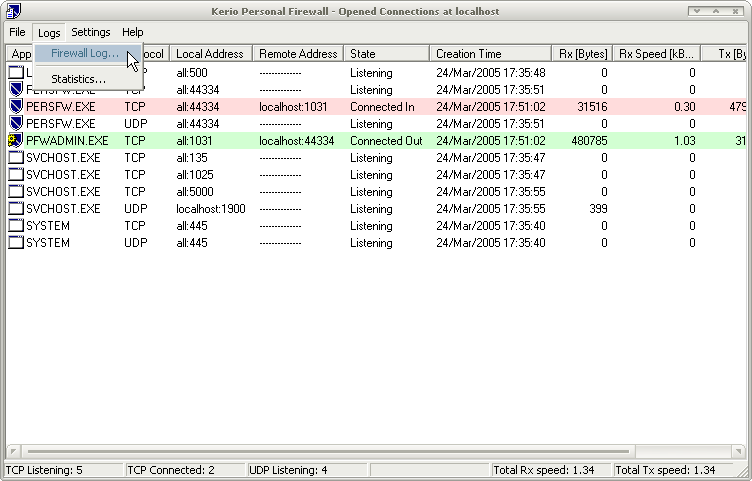 Kerio Personal Firewall - Opened Connections at localhost
File Logs Settings Help
Firewall Log...
Statistics...
App ocol Local Address Remote Address State Creation Time Rx [Bytes] Rx Speed [kB... Tx [By
L P all:500 ------------- Listening 24/Mar/2005 17:35:48 0 0
all:44334 ------------- Listening 24/Mar/2005 17:35:51 0 0
PERSFW.EXE TCP all:44334 localhost:1031 Connected In 24/Mar/2005 17:51:02 31516 0.30 479
PERSFW.EXE UDP all:44334 ------------- Listening 24/Mar/2005 17:35:51 0 0
PFWADMIN.EXE TCP all:1031 localhost:44334 Connected Out 24/Mar/2005 17:51:02 480785 1.03 31
SVCHOST.EXE TCP all:135 ------------- Listening 24/Mar/2005 17:35:47 0 0
SVCHOST.EXE TCP all:1025 ------------- Listening 24/Mar/2005 17:35:47 0 0
SVCHOST.EXE TCP all:5000 ------------- Listening 24/Mar/2005 17:35:55 0 0
SVCHOST.EXE UDP localhost:1900 ------------- Listening 24/Mar/2005 17:35:55 399 0
SYSTEM TCP all:445 ------------- Listening 24/Mar/2005 17:35:40 0 0
SYSTEM UDP all:445 ------------- Listening 24/Mar/2005 17:35:40 0 0
TCP Listening: 5 TCP Connected: 2 UDP Listening: 4 Total Rx speed: 1.34 Total Tx speed: 1.34